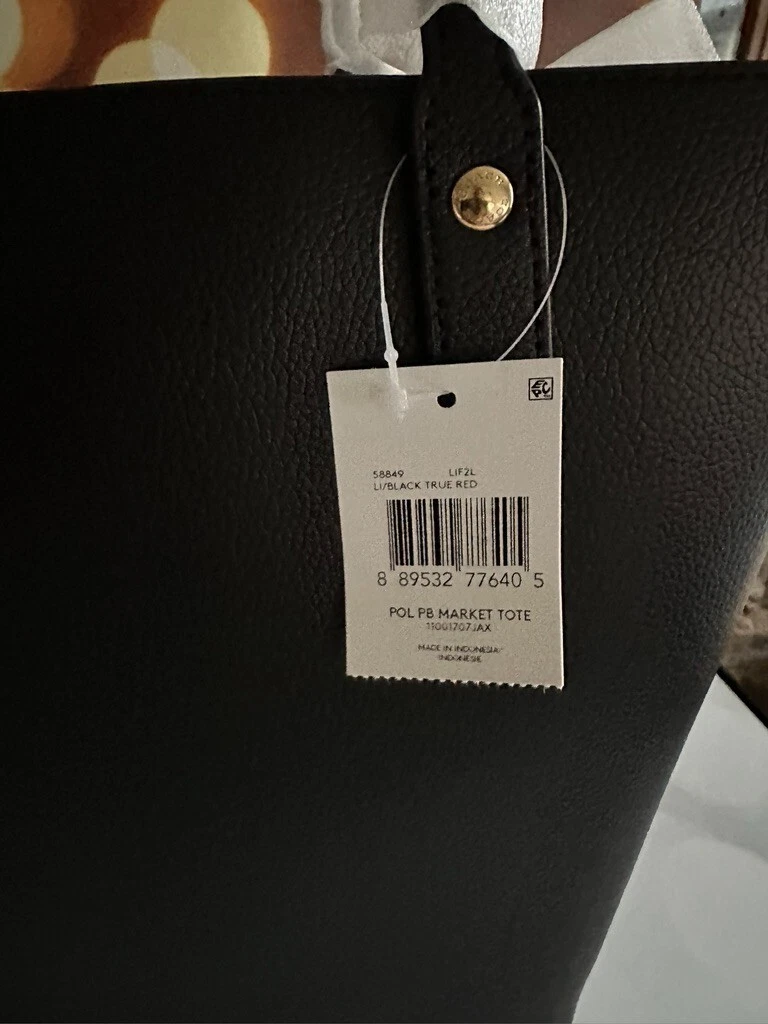 58849 LIF2L
LI/BLACK TRUE RED
8 89532 77640 5
POL PB MARKET TOTE
11001707JAX
MADE IN INDONESIA/
INDONESIE